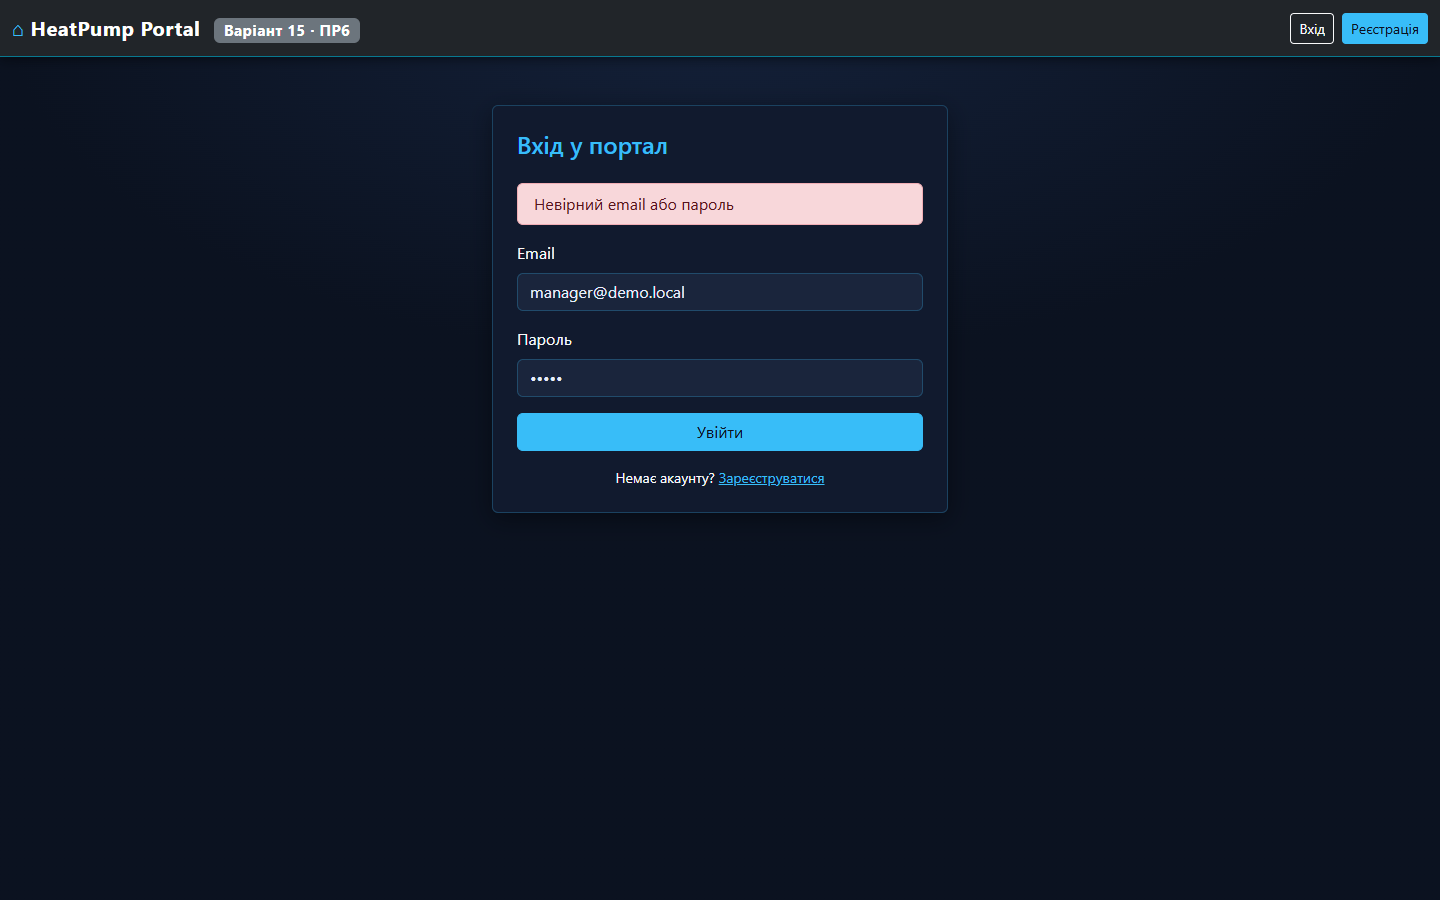 HeatPump Portal Варіант 15 · ПР6 Вхід Реєстрація
Вхід у портал
Невірний email або пароль
Email
manager@demo.local
Пароль
•••••
Увійти
Немає акаунту? Зареєструватися